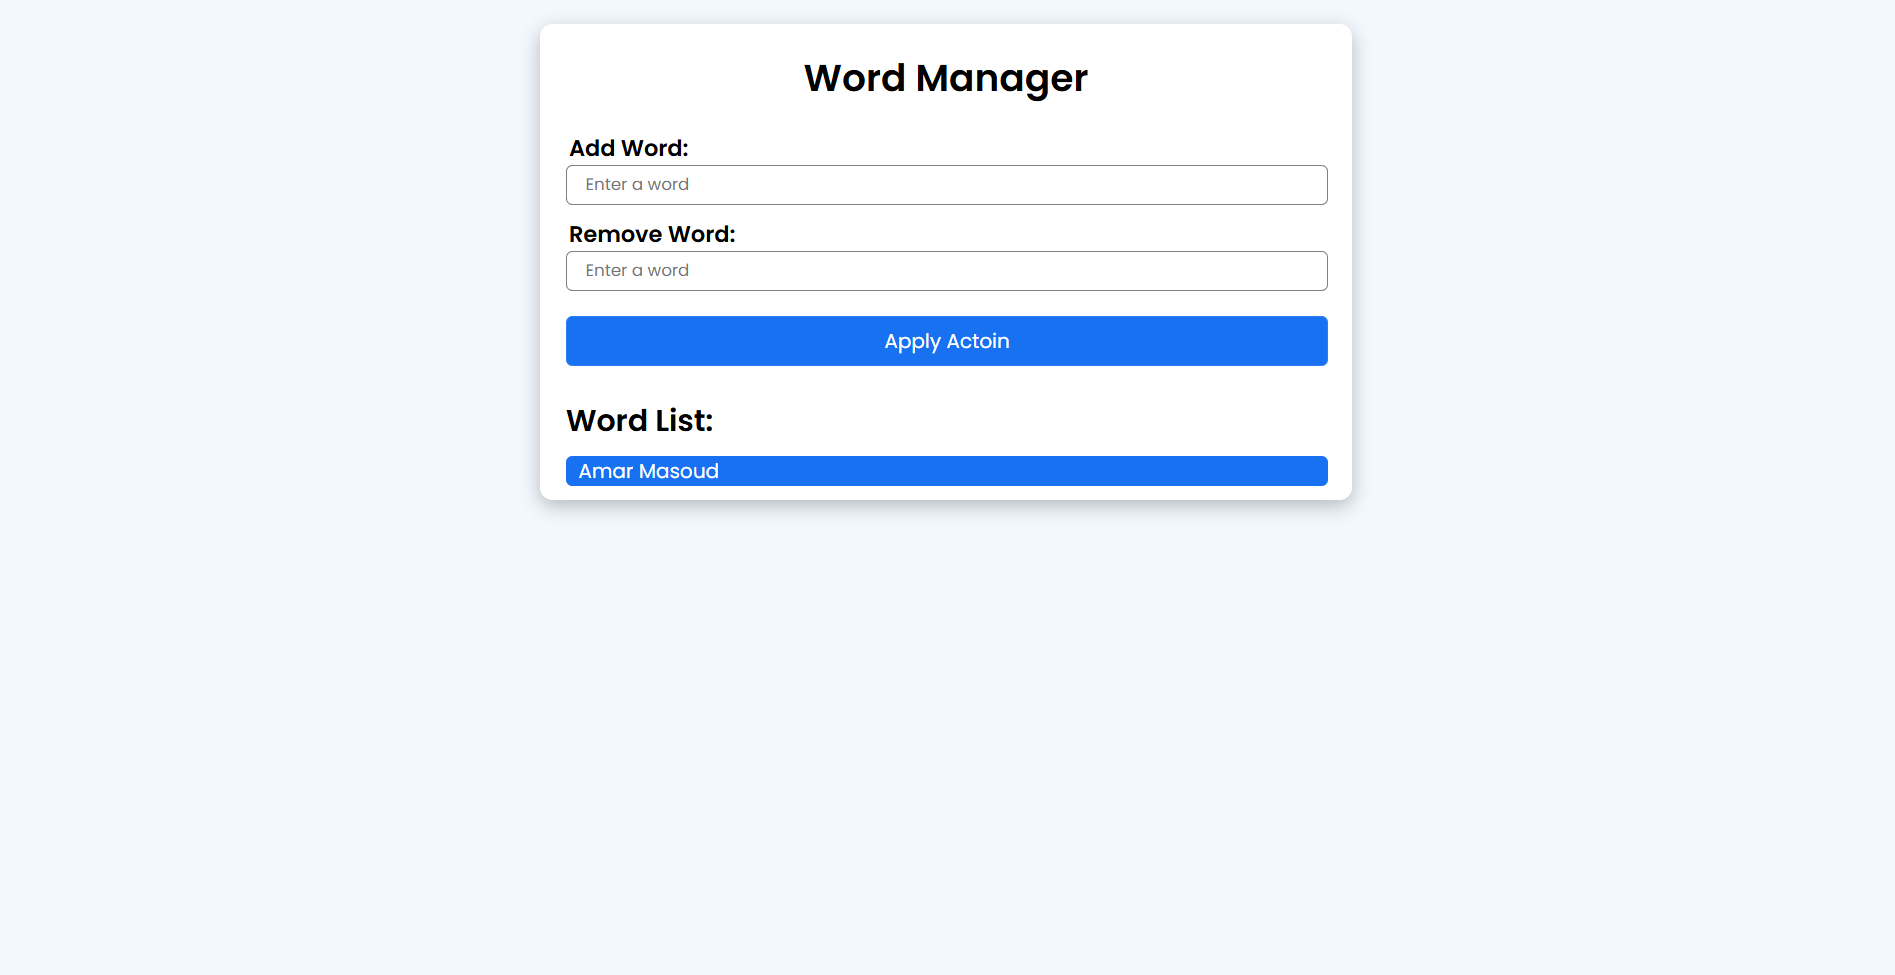 Word Manager
Add Word:
Enter a word
Remove Word:
Enter a word
Apply Actoin
Word List:
Amar Masoud